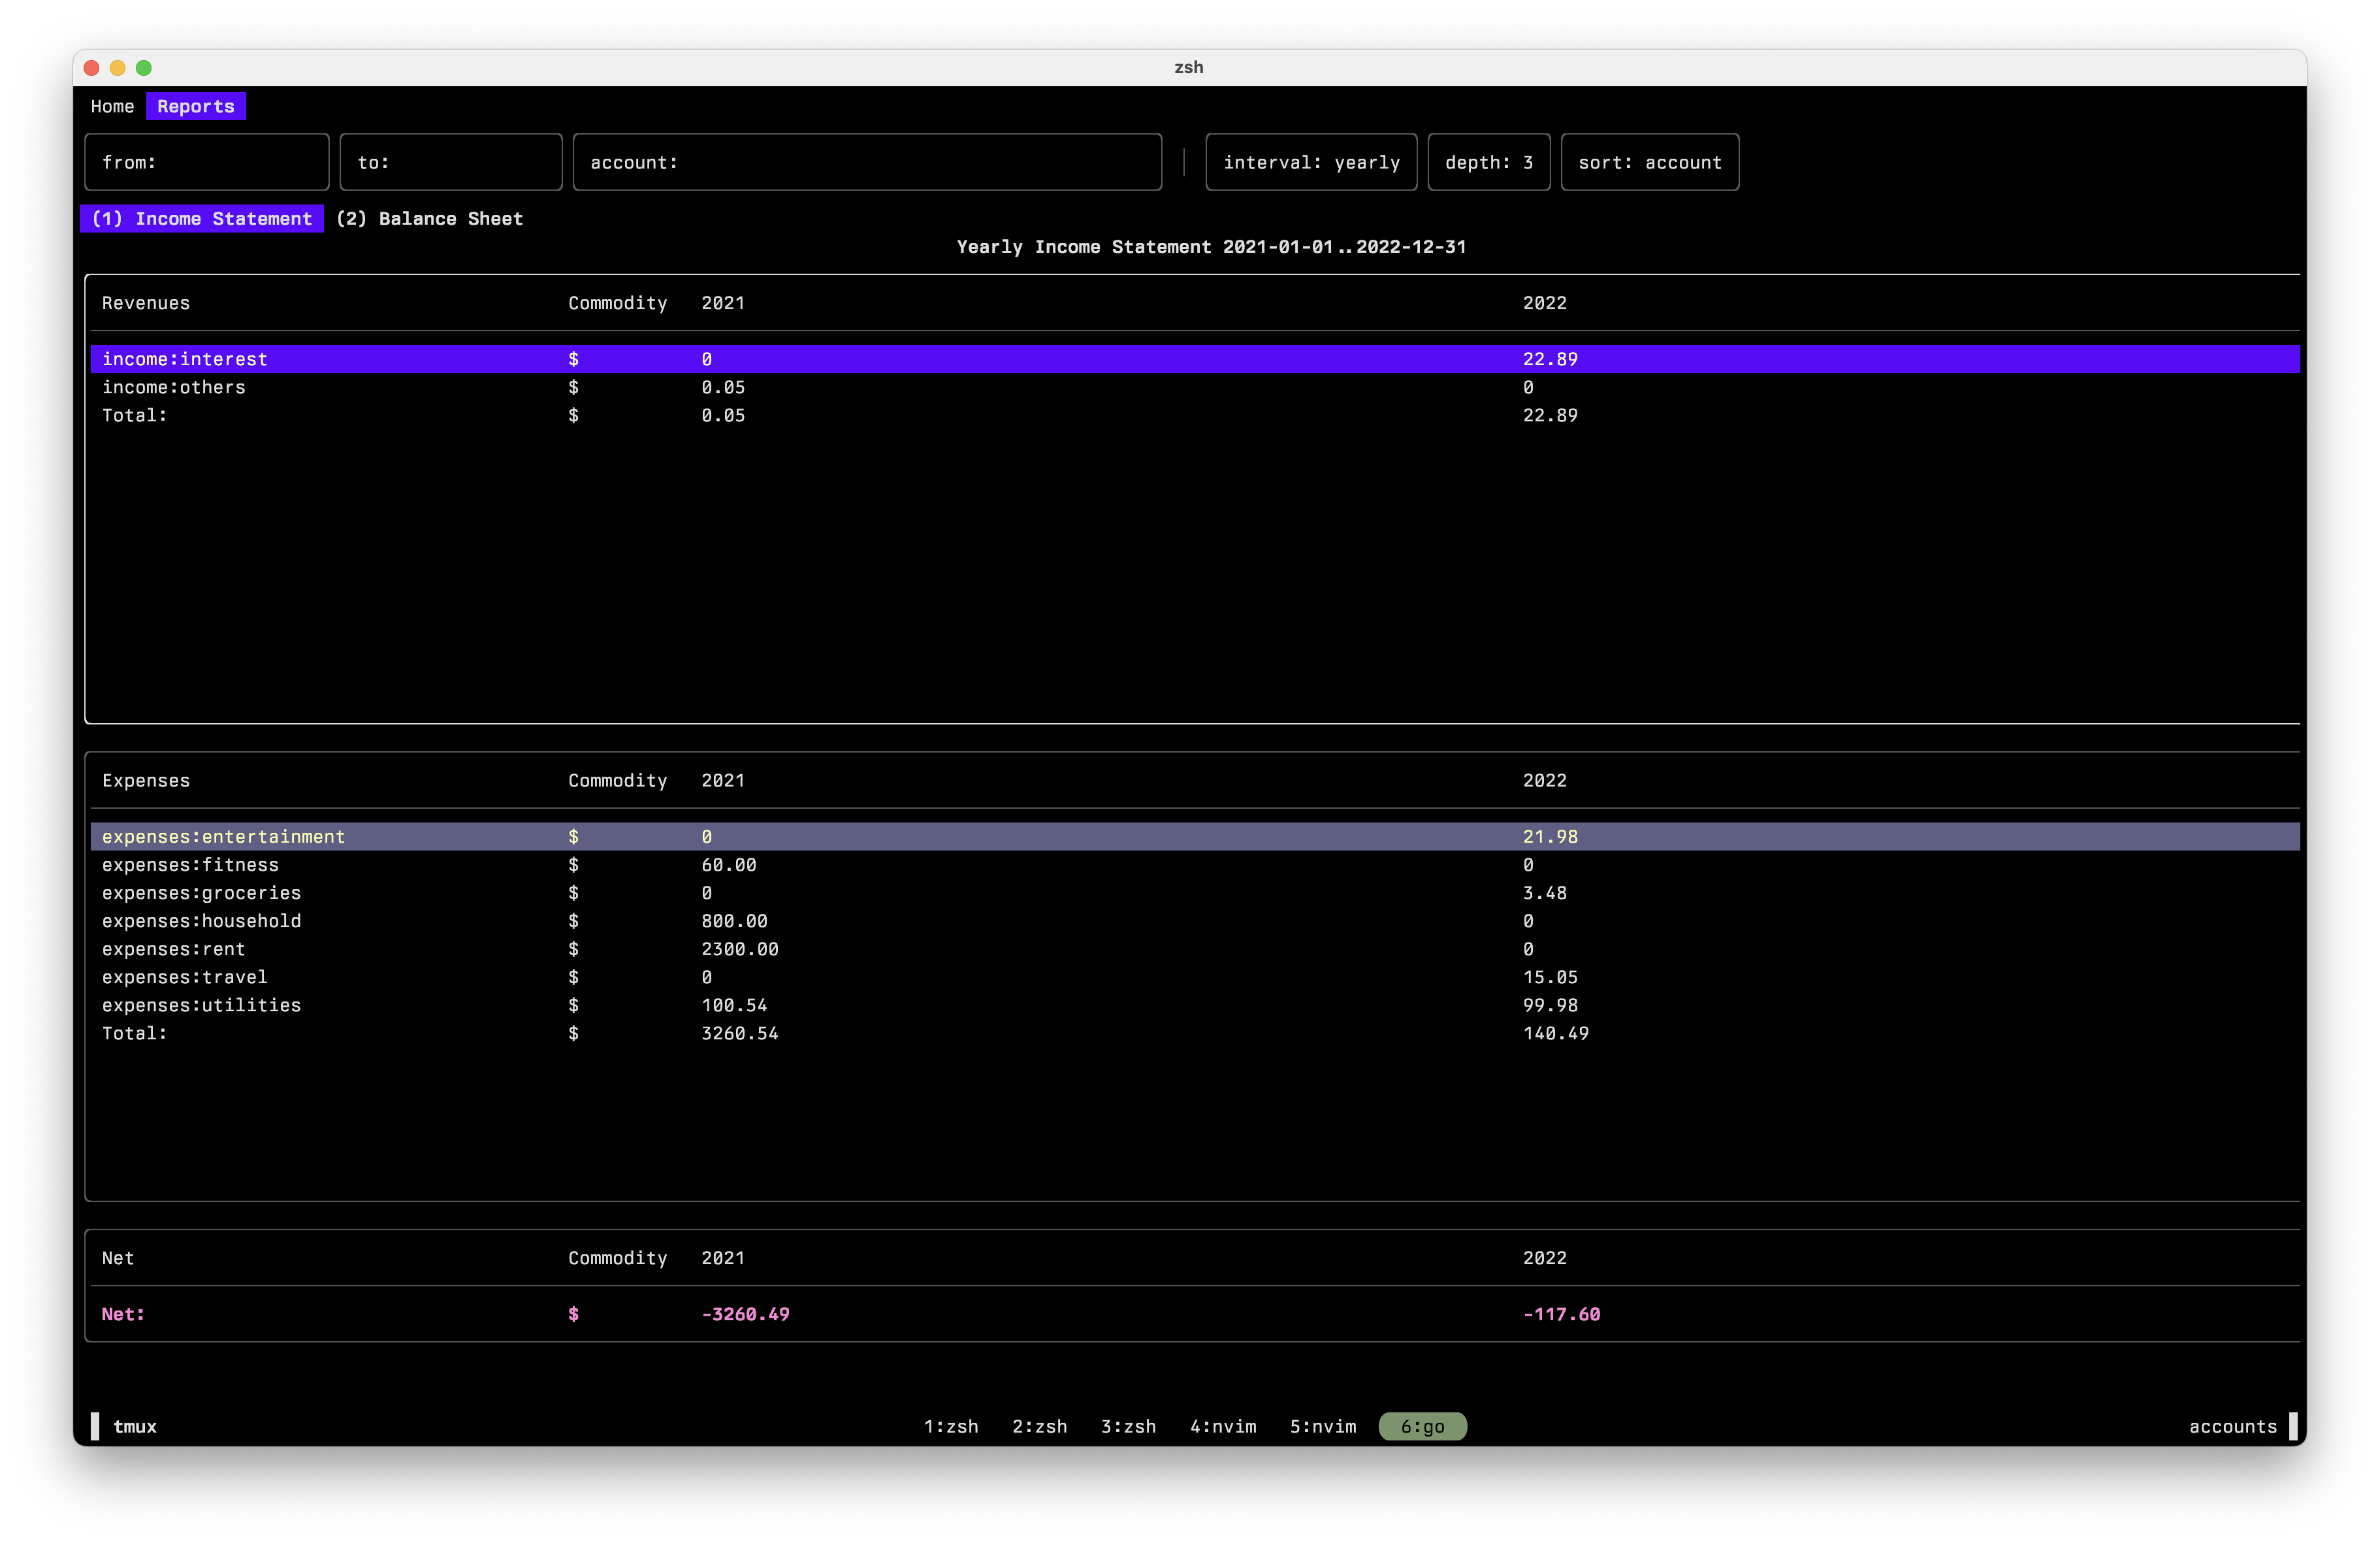 zsh
Home Reports
from: to: account: interval: yearly depth: 3 sort: account
(1) Income Statement (2) Balance Sheet
Yearly Income Statement 2021-01-01..2022-12-31
Revenues Commodity 2021 2022
income:interest $ 0 22.89
income:others $ 0.05 0
Total: $ 0.05 22.89
Expenses Commodity 2021 2022
expenses:entertainment $ 0 21.98
expenses:fitness $ 60.00 0
expenses:groceries $ 0 3.48
expenses:household $ 800.00 0
expenses:rent $ 2300.00 0
expenses:travel $ 0 15.05
expenses:utilities $ 100.54 99.98
Total: $ 3260.54 140.49
Net Commodity 2021 2022
Net: $ -3260.49 -117.60
tmux 1:zsh 2:zsh 3:zsh 4:nvim 5:nvim 6:go accounts